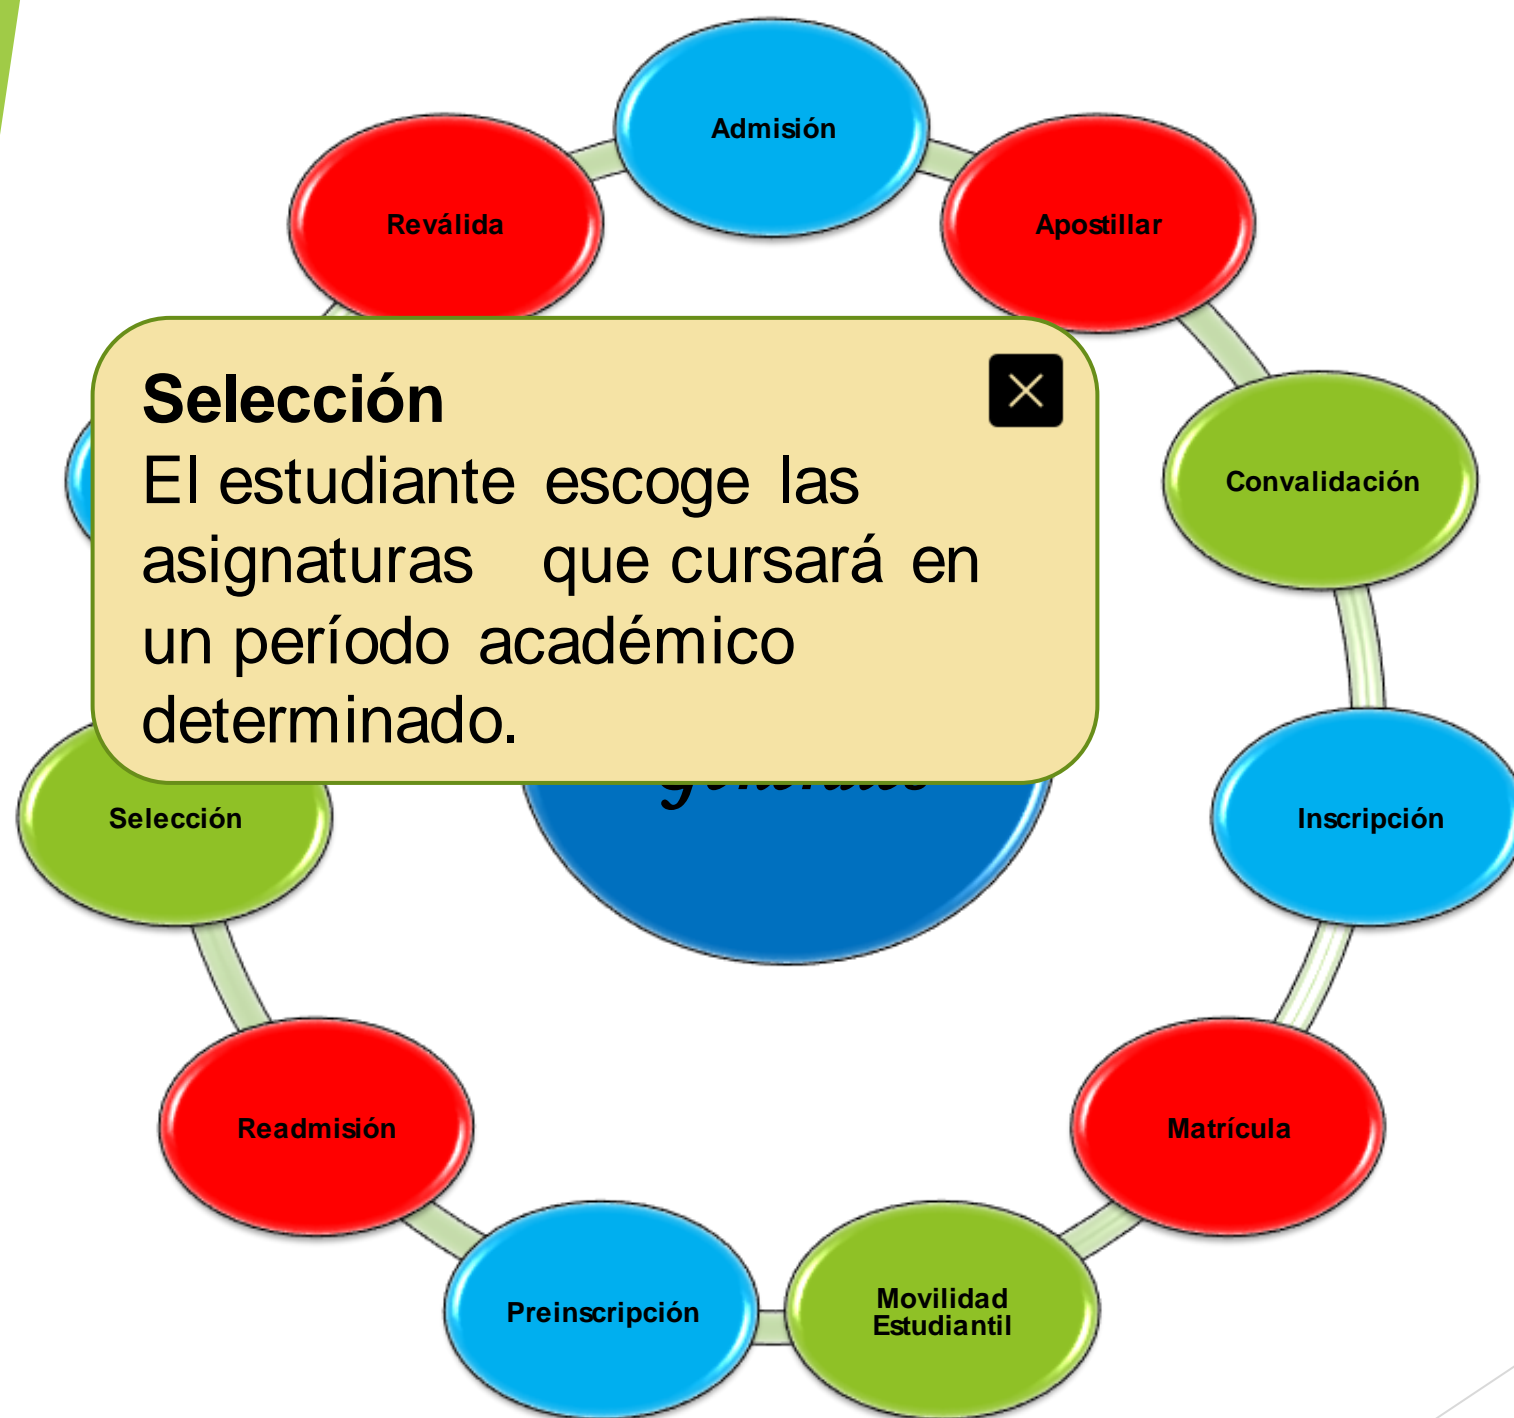 Admisión
Reválida
Apostillar
Selección
El estudiante escoge las
asignaturas que cursará en
un período académico
determinado.
Convalidación
Selección
Inscripción
Readmisión
Matrícula
Preinscripción
Movilidad
Estudiantil